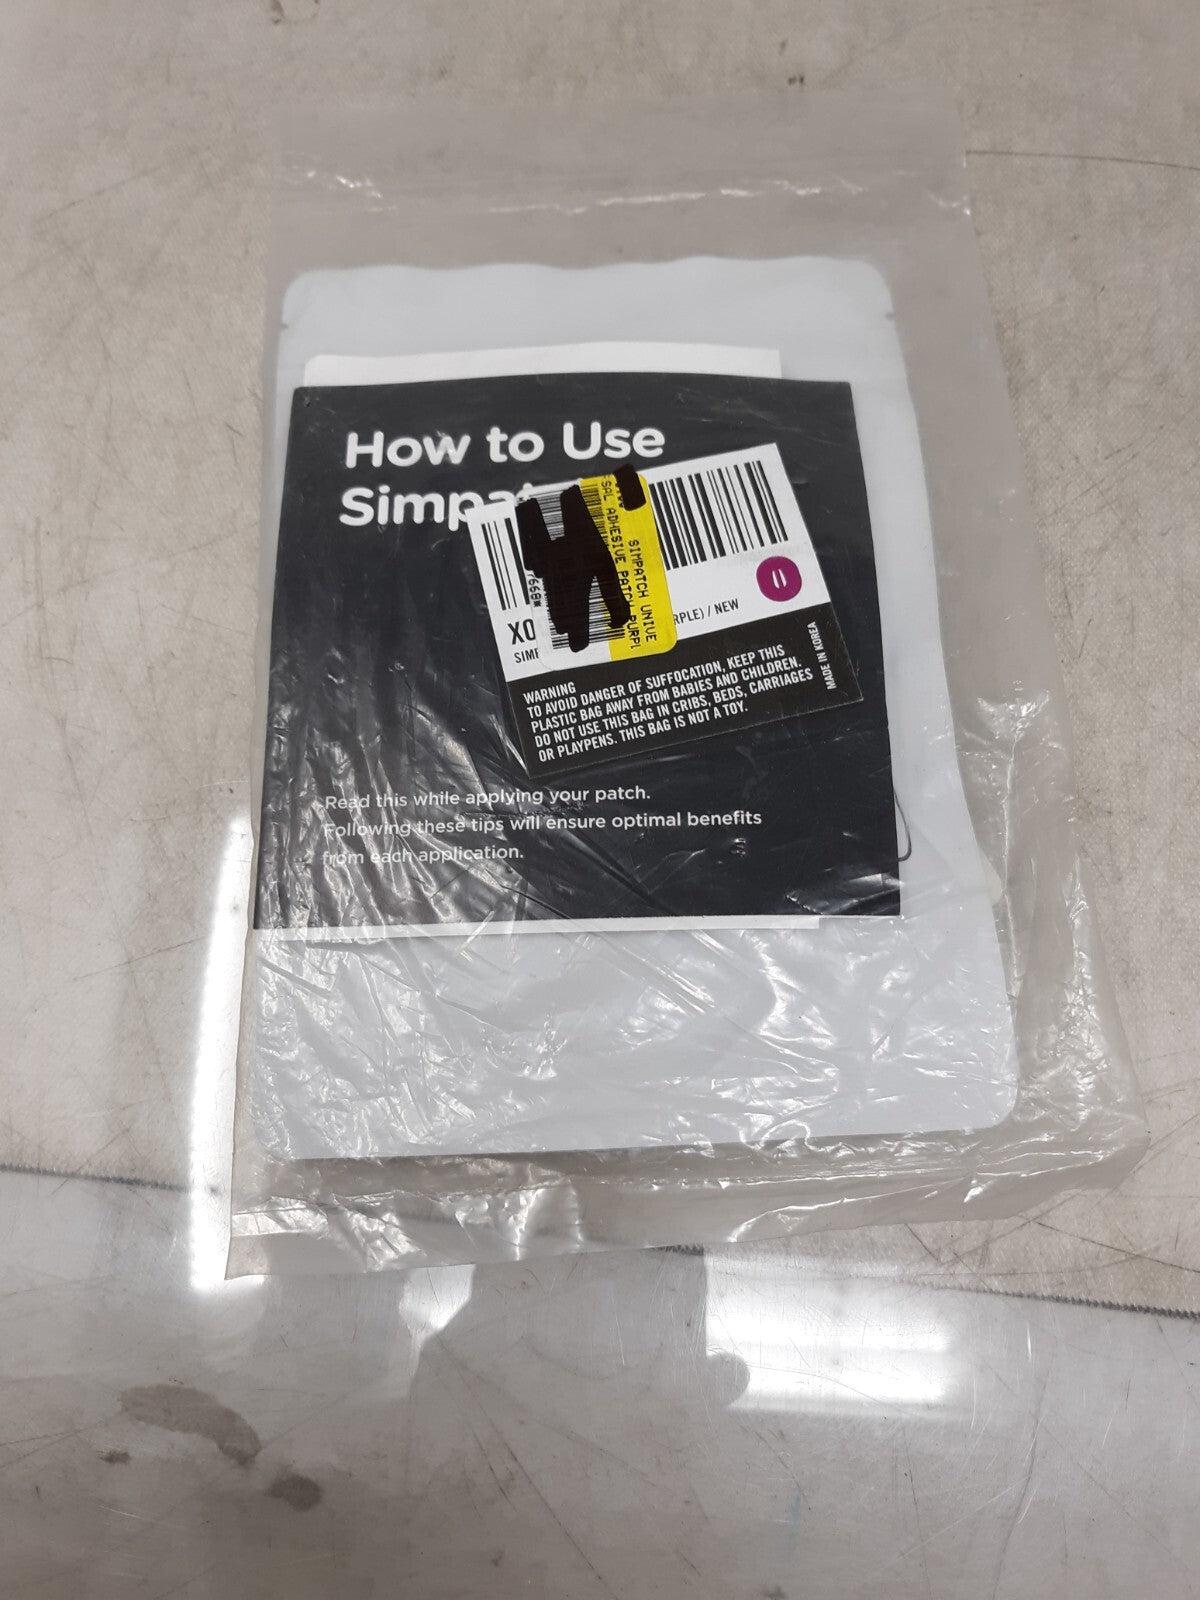 How to Use
Simpat
SIMPATCH UNIVE
SAL ADHESIVE PATCH PURPL
7668*
XO
SIMP
RPLE) / NEW
WARNING
TO AVOID DANGER OF SUFFOCATION, KEEP THIS
PLASTIC BAG AWAY FROM BABIES AND CHILDREN.
DO NOT USE THIS BAG IN CRIBS, BEDS, CARRIAGES
OR PLAYPENS. THIS BAG IS NOT A TOY.
MADE IN KOREA
Read this while applying your patch.
Following these tips will ensure optimal benefits
from each application.